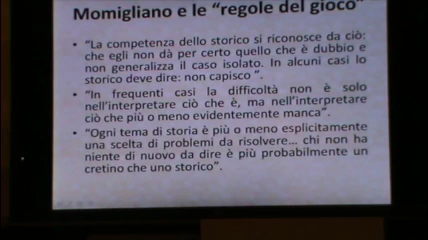 Momigliano e le “regole del gioco”
• “La competenza dello storico si riconosce da ciò:
che egli non dà per certo quello che è dubbio e
non generalizza il caso isolato. In alcuni casi lo
storico deve dire: non capisco ”.
• “In frequenti casi la difficoltà non è solo
nell’interpretare ciò che è, ma nell’interpretare
ciò che più o meno evidentemente manca”.
• “Ogni tema di storia è più o meno esplicitamente
una scelta di problemi da risolvere... chi non ha
niente di nuovo da dire è più probabilmente un
cretino che uno storico”.